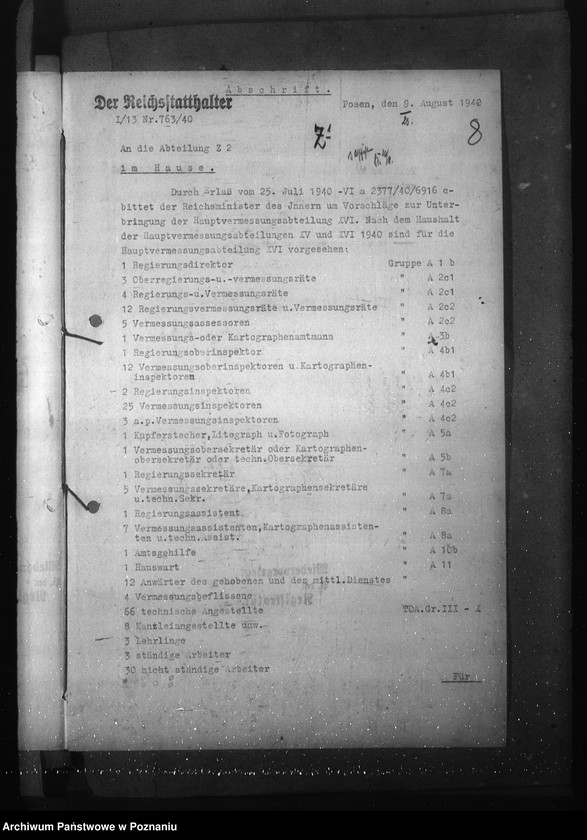 Abschrift.
Der Reichsstatthalter
Posen, den 9. August 1940
I/13 Nr.763/40
8
An die Abteilung Z 2
im Hause.
Durch Erlaß vom 25. Juli 1940 -VI a 2377/40/6916 e-
bittet der Reichsminister des Jnnern um Vorschläge zur Unter-
bringung der Hauptvermessungsabteilung XVI. Nach dem Haushalt
der Hauptvermessungsabteilungen XV und XVI 1940 sind für die
Hauptvermessungsabteilung XVI vorgesehen:
1 Regierungsdirektor Gruppe A 1 b
3 Oberregierungs-u.-vermessungsräte " A 2c1
4 Regierungs-u.Vermessungsräte " A 2c1
12 Regierungsvermessungsräte u.Vermessungsräte " A 2c2
5 Vermessungsassessoren " A 2c2
1 Vermessungs-oder Kartographenamtmann " A 3b
1 Regierungsoberinspektor " A 4b1
12 Vermessungsoberinspektoren u.Kartographen-
inspektoren " A 4b1
2 Regierungsinspektoren " A 4c2
25 Vermessungsinspektoren " A 4c2
3 a.p.Vermessungsinspektoren " A 4c2
1 Kupferstecher,Litograph u.Fotograph " A 5a
1 Vermessungsobersekretär oder Kartographen-
obersekretär oder techn.Obersekretär " A 5b
1 Regierungssekretär " A 7a
5 Vermessungssekretäre,Kartographensekretäre
u.techn.Sekr. " A 7a
1 Regierungsassistent " A 8a
7 Vermessungsassistenten,Kartographenassisten-
ten u.techn.Assist. " A 8a
1 Amtsgehilfe " A 10b
1 Hauswart " A 11
12 Anwärter des gehobenen und des mittl.Dienstes "
4 Vermessungsbeflissene
66 technische Angestellte TOA.Gr.III - X
8 Kanzleiangestellte usw.
3 Lehrlinge
3 ständige Arbeiter
30 nicht ständige Arbeiter
Für
Archiwum Państwowe w Poznaniu